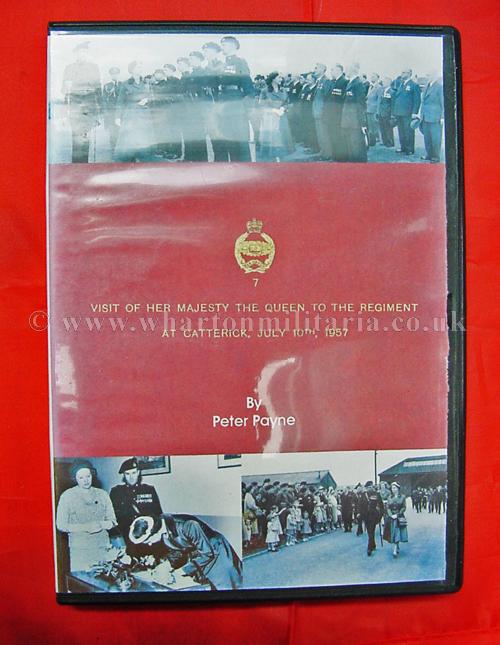 7
VISIT OF HER MAJESTY THE QUEEN TO THE REGIMENT
© www.whartonmilitaria.co.uk
AT CATTERICK, JULY 10TH, 1957
By
Peter Payne